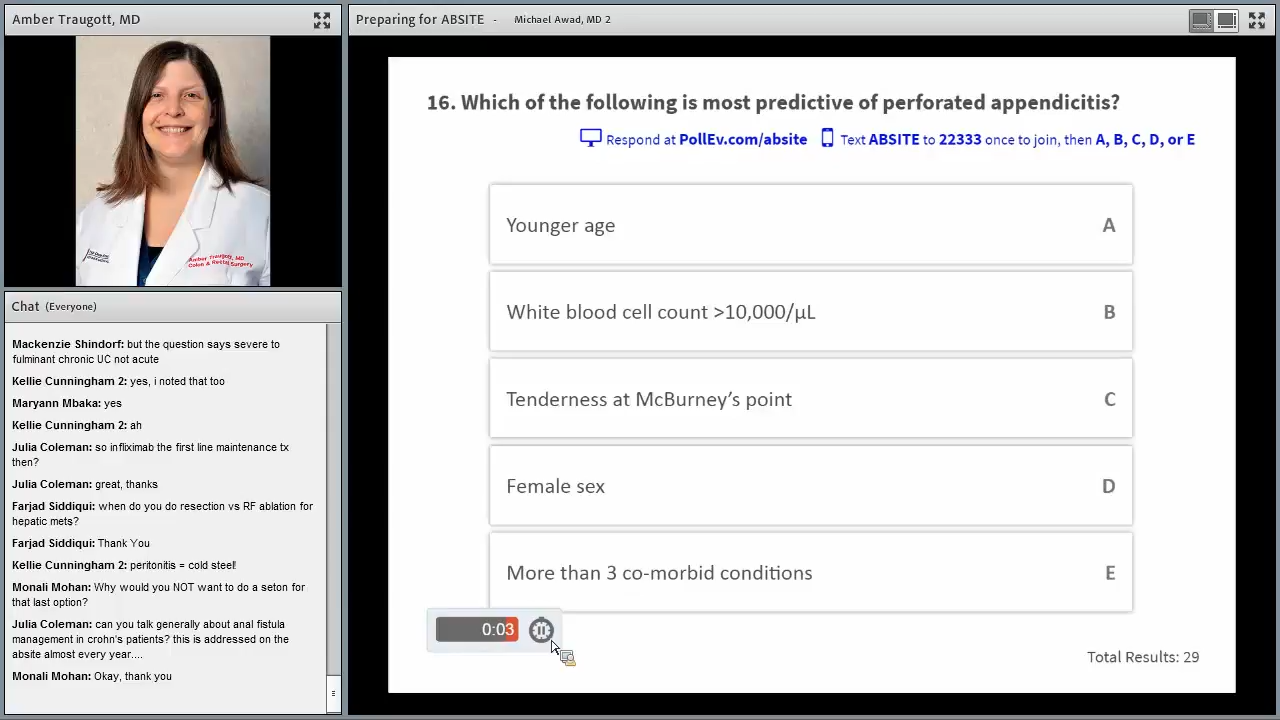 Amber Traugott, MD
Preparing for ABSITE - Michael Awad, MD 2
Amber Traugott, MD
Colon & Rectal Surgery
Chat (Everyone)
Mackenzie Shindorf: but the question says severe to
fulminant chronic UC not acute
Kellie Cunningham 2: yes, i noted that too
Maryann Mbaka: yes
Kellie Cunningham 2: ah
Julia Coleman: so infliximab the first line maintenance tx
then?
Julia Coleman: great, thanks
Farjad Siddiqui: when do you do resection vs RF ablation for
hepatic mets?
Farjad Siddiqui: Thank You
Kellie Cunningham 2: peritonitis = cold steel!
Monali Mohan: Why would you NOT want to do a seton for
that last option?
Julia Coleman: can you talk generally about anal fistula
management in crohn's patients? this is addressed on the
absite almost every year....
Monali Mohan: Okay, thank you
16. Which of the following is most predictive of perforated appendicitis?
Respond at PollEv.com/absite Text ABSITE to 22333 once to join, then A, B, C, D, or E
Younger age A
White blood cell count >10,000/µL B
Tenderness at McBurney’s point C
Female sex D
More than 3 co-morbid conditions E
0:03
Total Results: 29